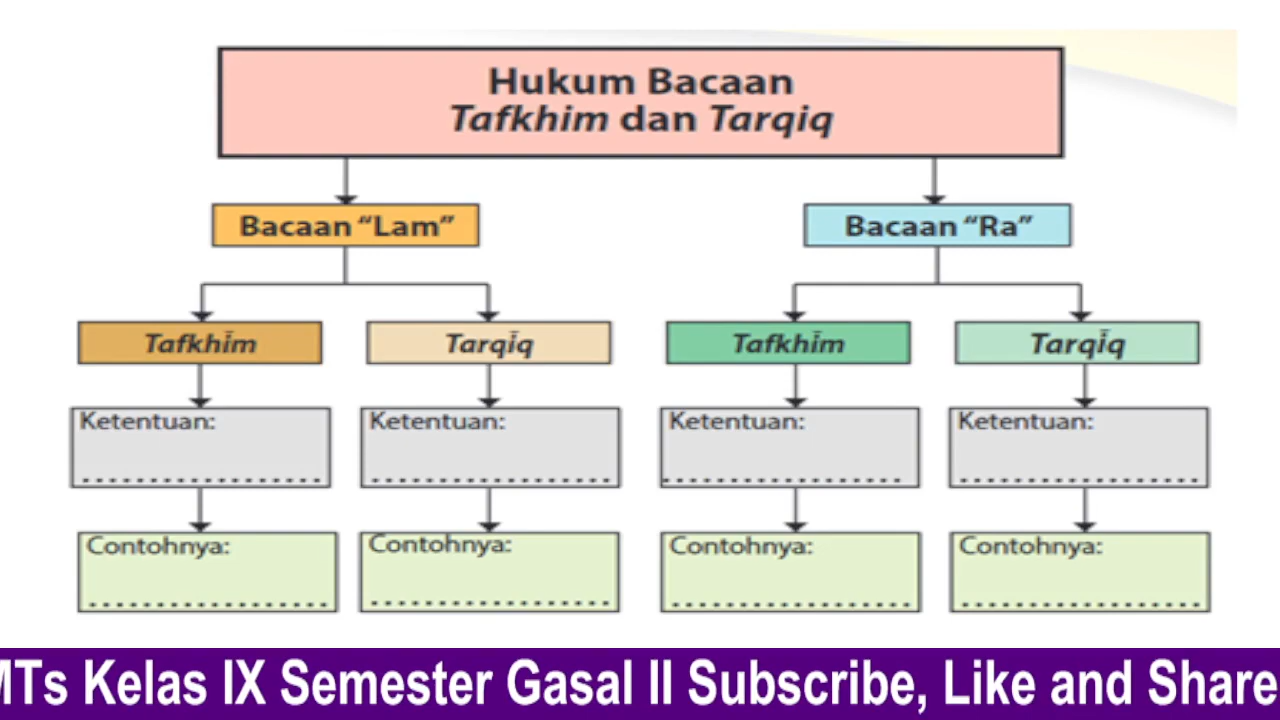 Hukum Bacaan
Tafkhim dan Tarqiq
Bacaan “Lam”
Bacaan “Ra”
Tafkhīm
Tarqīq
Tafkhīm
Tarqīq
Ketentuan:
Ketentuan:
Ketentuan:
Ketentuan:
Contohnya:
Contohnya:
Contohnya:
Contohnya:
MTs Kelas IX Semester Gasal II Subscribe, Like and Share